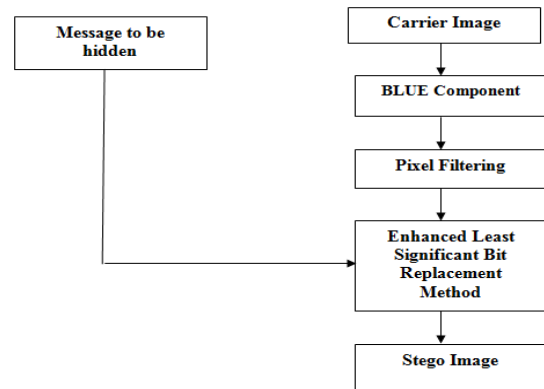 Message to be
hidden
Carrier Image
BLUE Component
Pixel Filtering
Enhanced Least
Significant Bit
Replacement
Method
Stego Image